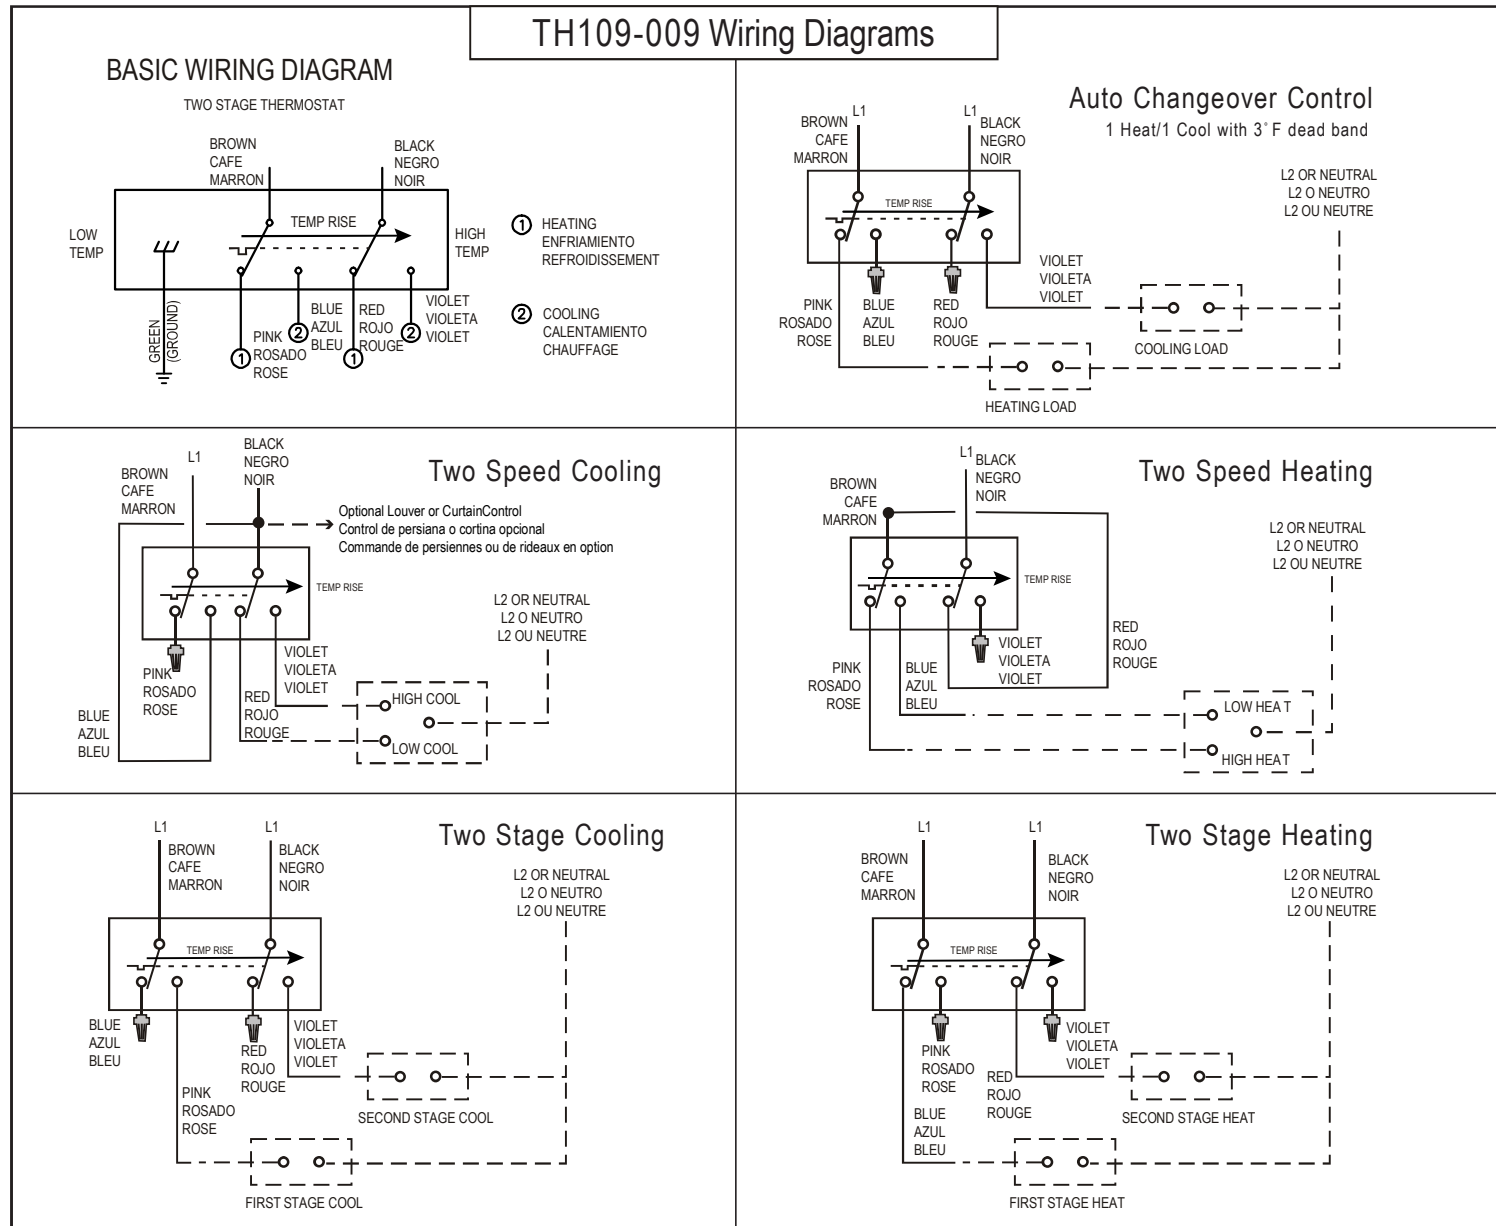 TH109-009 Wiring Diagrams
BASIC WIRING DIAGRAM
TWO STAGE THERMOSTAT
BROWN
CAFE
MARRON
BLACK
NEGRO
NOIR
LOW
TEMP
TEMP RISE
HIGH
TEMP
GREEN
(GROUND)
1
PINK
ROSADO
ROSE
2
BLUE
AZUL
BLEU
1
RED
ROJO
ROUGE
2
VIOLET
VIOLETA
VIOLET
1 HEATING
ENFRIAMIENTO
REFROIDISSEMENT
2 COOLING
CALENTAMIENTO
CHAUFFAGE
Auto Changeover Control
1 Heat/1 Cool with 3° F dead band
L1
BROWN
CAFE
MARRON
L1
BLACK
NEGRO
NOIR
L2 OR NEUTRAL
L2 O NEUTRO
L2 OU NEUTRE
TEMP RISE
PINK
ROSADO
ROSE
BLUE
AZUL
BLEU
RED
ROJO
ROUGE
VIOLET
VIOLETA
VIOLET
COOLING LOAD
HEATING LOAD
Two Speed Cooling
L1
BROWN
CAFE
MARRON
BLACK
NEGRO
NOIR
Optional Louver or CurtainControl
Control de persiana o cortina opcional
Commande de persiennes ou de rideaux en option
TEMP RISE
L2 OR NEUTRAL
L2 O NEUTRO
L2 OU NEUTRE
PINK
ROSADO
ROSE
BLUE
AZUL
BLEU
RED
ROJO
ROUGE
VIOLET
VIOLETA
VIOLET
HIGH COOL
LOW COOL
Two Speed Heating
BROWN
CAFE
MARRON
L1
BLACK
NEGRO
NOIR
L2 OR NEUTRAL
L2 O NEUTRO
L2 OU NEUTRE
TEMP RISE
PINK
ROSADO
ROSE
BLUE
AZUL
BLEU
VIOLET
VIOLETA
VIOLET
RED
ROJO
ROUGE
LOW HEAT
HIGH HEAT
Two Stage Cooling
L1
BROWN
CAFE
MARRON
L1
BLACK
NEGRO
NOIR
L2 OR NEUTRAL
L2 O NEUTRO
L2 OU NEUTRE
TEMP RISE
BLUE
AZUL
BLEU
PINK
ROSADO
ROSE
RED
ROJO
ROUGE
VIOLET
VIOLETA
VIOLET
SECOND STAGE COOL
FIRST STAGE COOL
Two Stage Heating
L1
BROWN
CAFE
MARRON
L1
BLACK
NEGRO
NOIR
L2 OR NEUTRAL
L2 O NEUTRO
L2 OU NEUTRE
TEMP RISE
PINK
ROSADO
ROSE
BLUE
AZUL
BLEU
RED
ROJO
ROUGE
VIOLET
VIOLETA
VIOLET
SECOND STAGE HEAT
FIRST STAGE HEAT